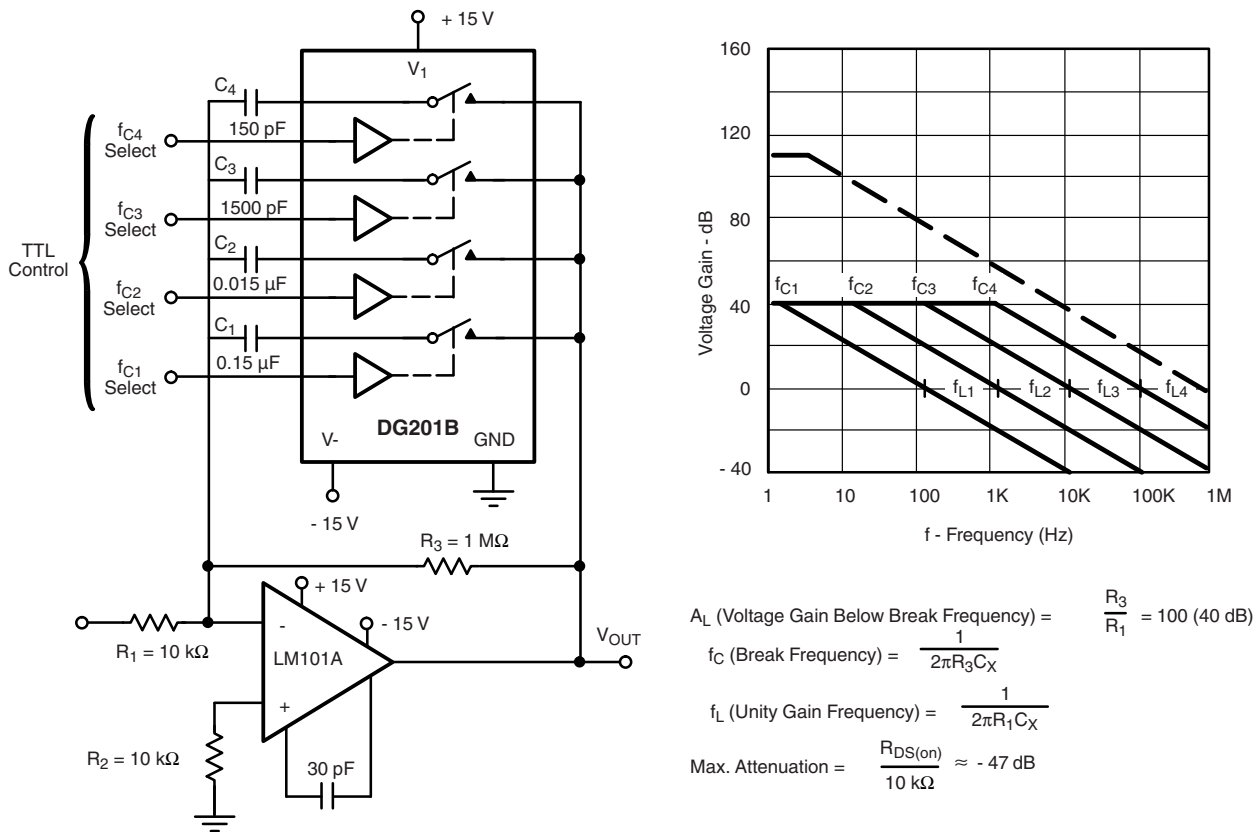 + 15 V
V1
C4
150 pF
fC4
Select
C3
1500 pF
fC3
Select
TTL
Control
C2
0.015 µF
fC2
Select
C1
0.15 µF
fC1
Select
DG201B
V-
GND
- 15 V
R3 = 1 MΩ
+ 15 V
- 15 V
-
LM101A
+
R1 = 10 kΩ
VOUT
R2 = 10 kΩ
30 pF
160
120
80
40
0
- 40
Voltage Gain - dB
fC1 fC2 fC3 fC4
fL1 fL2 fL3 fL4
1 10 100 1K 10K 100K 1M
f - Frequency (Hz)
AL (Voltage Gain Below Break Frequency) = R3 / R1 = 100 (40 dB)
fC (Break Frequency) = 1 / 2πR3CX
fL (Unity Gain Frequency) = 1 / 2πR1CX
Max. Attenuation = RDS(on) / 10 kΩ ≈ - 47 dB